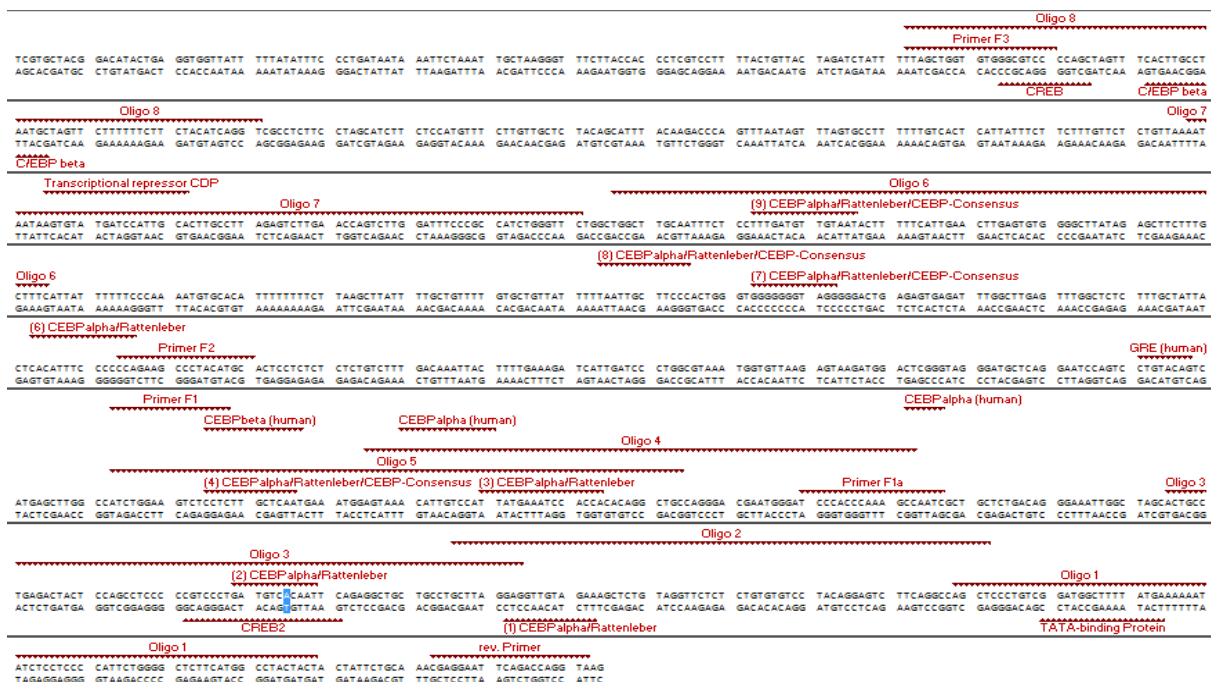 Oligo 8
Primer F3
TCGTGCTACG GACATACTGA GGTGGTTATT TTTATATTTC CCTGATAATA AATTCTAAAT TGCTAAGGGT TTCTTACCAC CCTCGTCCTT TTTACTGTTAC TAGATCTATT TTTAGCTGGT GTGGGCGTCC CCAGCTAGTT TCACTTGCCT
AGCACGATGC CTGTATGACT CCACCAATAA AAATATAAAG GGACTATTAT TTAAGATTTA ACGATTCCCA AAGAATGGTG GGAGCAGGAA AAATGACAATG ATCTAGATAA AAATCGACCA CACCCGCAGG GGTCGATCAA AGTGAACGGA
CREB
C/EBP beta
Oligo 8
Oligo 7
AATGCTAGTT CTTTTTTCTT CTACATCAGG TCGCCTCTTC CTAGCATCTT CTCCATGTTT CTTGTTGCTC TACAGCATTT ACAAGACCCA GTTTAATAGT TTAGTGCCTT TTTTGTCACT CATTATTTCT TCTTTGTTCT CTGTTAAAAT
TTACGATCAA GAAAAAAGAA GATGTAGTCC AGCGGAGAAG GATCGTAGAA GAGGTACAAA GAACAACGAG ATGTCGTAAA TGTTCTGGGT CAAATTATCA AATCACGGAA AAAACAGTGA GTAATAAAGA AGAAACAAGA GACAATTTTA
C/EBP beta
Transcriptional repressor CDP
Oligo 6
Oligo 7
(9) CEBPalpha/Rattenleber/CEBP-Consensus
AATAAGTGTA TGATCCATTG CACTTGCCTT AGAGTCTTGA ACCAGTCTTG GATTTCCCGC CATCTGGGTT CTGGCTGGCT TGCAATTTCT CCTTTGATGT TGTAATACTT TTTCATTGAA CTTGAGTGTG GGGCTTATAG AGCTTCTTTG
TTATTCACAT ACTAGGTAAC GTGAACGGAA TCTCAGAACT TGGTCAGAAC CTAAAGGGCG GTAGACCCAA GACCGACCGA ACGTTAAAGA GGAAACTACA ACATTATGAA AAAGTAACTT GAACTCACAC CCCGAATATC TCGAAGAAAC
(8) CEBPalpha/Rattenleber/CEBP-Consensus
Oligo 6
(7) CEBPalpha/Rattenleber/CEBP-Consensus
CTTTCATTAT TTTTTCCCAA AATGTGCACA TTTTTTTTCT TAAGCTTATT TTGCTGTTTT GTGCTGTTAT TTTTAATTGC TTCCCACTGG GTGGGGGGGT AGGGGGACTG AGAGTGAGAT TTGGCTTGAG TTTGGCTCTC TTTGCTATTA
GAAAGTAATA AAAAAGGGTT TTACACGTGT AAAAAAAAGA ATTCGAATAA AACGACAAAA CACGACAATA AAAATTAACG AAGGGTGACC CACCCCCCCA TCCCCCTGAC TCTCACTCTA AACCGAACTC AAACCGAGAG AAACGATAAT
(6) CEBPalpha/Rattenleber
Primer F2
GRE (human)
CTCACATTTC CCCCCAGAAG CCCTACATGC ACTCCTCTCT CTCTGTCTTT GACAAATTAC TTTTGAAAGA TCATTGATCC CTGGCGTAAA TGGTGTTAAG AGTAAGATGG ACTCGGGTAG GGATGCTCAG GAATCCAGTC CTGTACAGTC
GAGTGTAAAG GGGGGTCTTC GGGATGTACG TGAGGAGAGA GAGACAGAAA CTGTTTAATG AAAACTTTCT AGTAACTAGG GACCGCATTT ACCACAATTC TCATTCTACC TGAGCCCATC CCTACGAGTC CTTAGGTCAG GACATGTCAG
Primer F1
CEBPalpha (human)
CEBPbeta (human)
CEBPalpha (human)
Oligo 4
Oligo 5
(4) CEBPalpha/Rattenleber/CEBP-Consensus
(3) CEBPalpha/Rattenleber
Primer F1a
Oligo 3
ATGAGCTTGG CCATCTGGAA GTCTCCTCTT GCTCAATGAA ATGGAGTAAA CATTGTCCAT TATGAAATCC ACCACACAGG CTGCCAGGGA CGAATGGGAT CCCACCCAAA GCCAATCGCT GCTCTGACAG GGAAATTGGC TAGCACTGCC
TACTCGAACC GGTAGACCTT CAGAGGAGAA CGAGTTACTT TACCTCATTT GTAACAGGTA ATACTTTAGG TGGTGTGTCC GACGGTCCCT GCTTACCCTA GGGTGGGTTT CGGTTAGCGA CGAGACTGTC CCTTTAACCG ATCGTGACGG
Oligo 2
Oligo 3
(2) CEBPalpha/Rattenleber
Oligo 1
TGAGACTACT CCAGCCTCCC CCGTCCCTGA TGTCACAATT CAGAGGCTGC TGCCTGCTTA GGAGGTTGTA GAAAGCTCTG TAGGTTCTCT CTGTGTGTCC TACAGGAGTC TTCAGGCCAG CTCCCTGTCG GATGGCTTTT ATGAAAAAAT
ACTCTGATGA GGTCGGAGGG GGCAGGGACT ACAGTGTTAA GTCTCCGACG ACGGACGAAT CCTCCAACAT CTTTCGAGAC ATCCAAGAGA GACACACAGG ATGTCCTCAG AAGTCCGGTC GAGGGACAGC CTACCGAAAA TACTTTTTTA
CREB2
(1) CEBPalpha/Rattenleber
TATA-binding Protein
Oligo 1
rev. Primer
ATCTCCTCCC CATTCTGGGG CTCTTCATGG CCTACTACTA CTATTCTGCA AACGAGGAAT TCAGACCAGG TAAG
TAGAGGAGGG GTAAGACCCC GAGAAGTACC GGATGATGAT GATAAGACGT TTGCTCCTTA AGTCTGGTCC ATTC